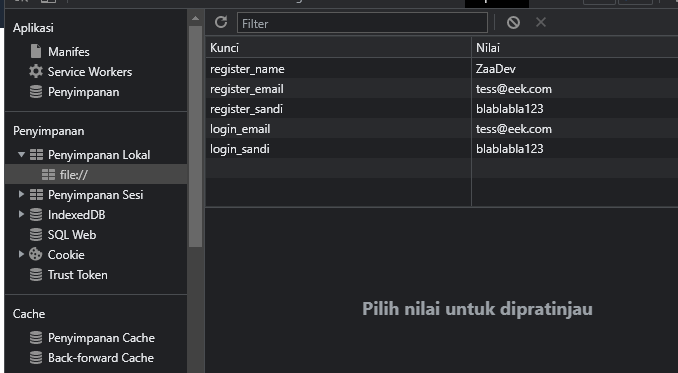 Aplikasi
Manifes
Service Workers
Penyimpanan
Penyimpanan
Penyimpanan Lokal
file://
Penyimpanan Sesi
IndexedDB
SQL Web
Cookie
Trust Token
Cache
Penyimpanan Cache
Back-forward Cache
Filter
Kunci Nilai
register_name ZaaDev
register_email tess@eek.com
register_sandi blablabla123
login_email tess@eek.com
login_sandi blablabla123
Pilih nilai untuk dipratinjau